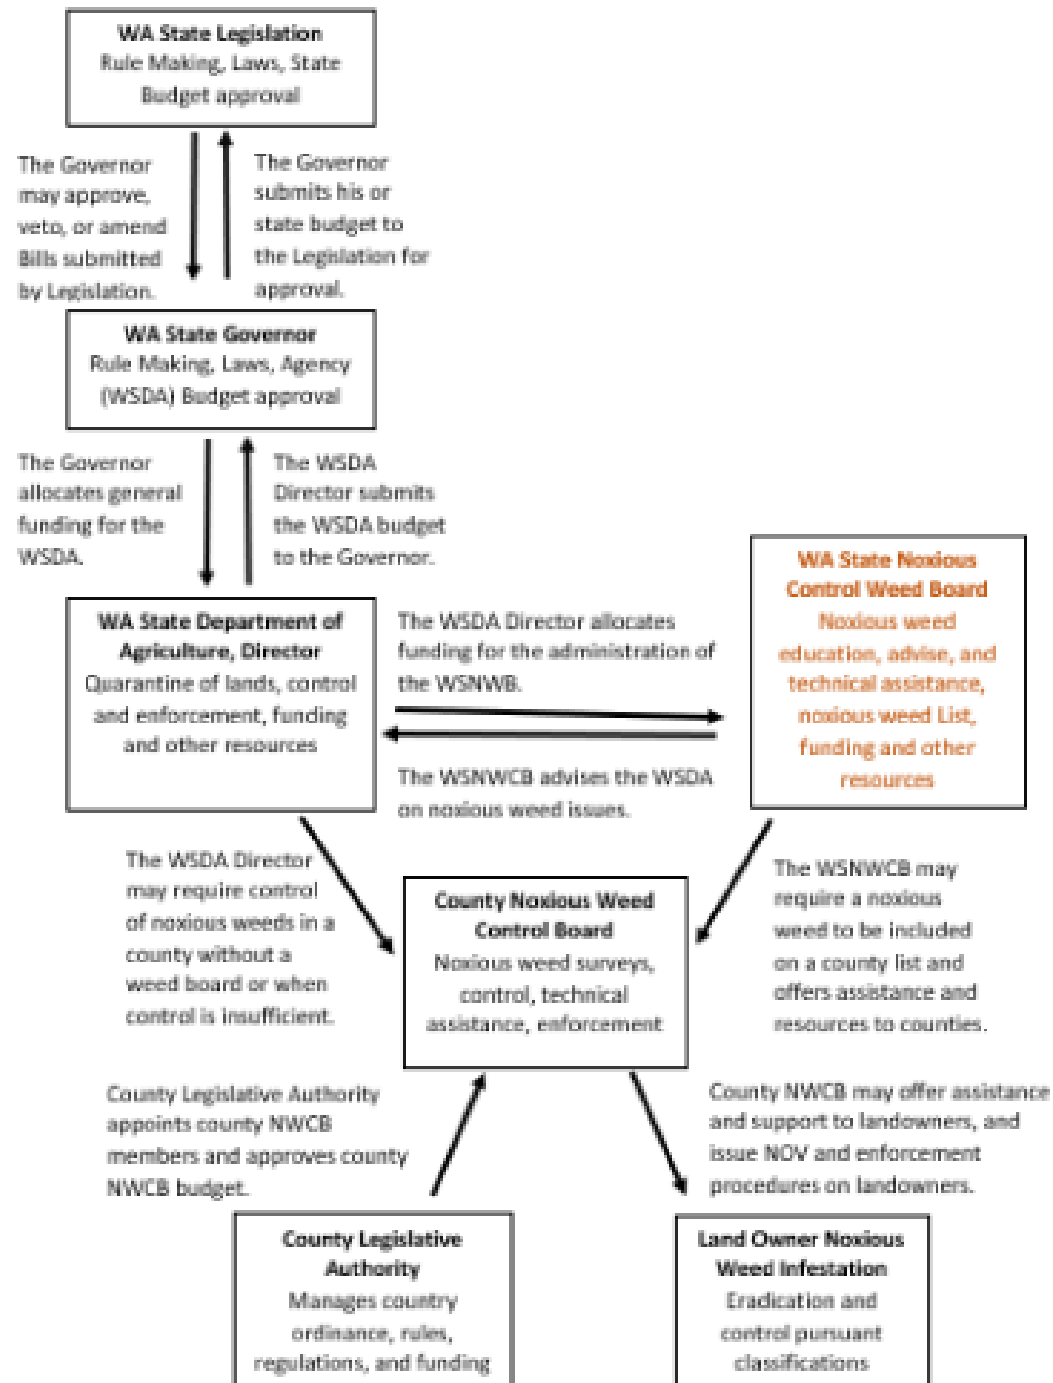 WA State Legislation
Rule Making, Laws, State
Budget approval
The Governor
may approve,
veto, or amend
Bills submitted
by Legislation.
The Governor
submits his or
state budget to
the Legislation for
approval.
WA State Governor
Rule Making, Laws, Agency
(WSDA) Budget approval
The Governor
allocates general
funding for the
WSDA.
The WSDA
Director submits
the WSDA budget
to the Governor.
WA State Department of
Agriculture, Director
Quarantine of lands, control
and enforcement, funding
and other resources
The WSDA Director allocates
funding for the administration of
the WSNWB.
The WSNWCB advises the WSDA
on noxious weed issues.
WA State Noxious
Control Weed Board
Noxious weed
education, advise, and
technical assistance,
noxious weed List,
funding and other
resources
The WSDA Director
may require control
of noxious weeds in a
county without a
weed board or when
control is insufficient.
County Noxious Weed
Control Board
Noxious weed surveys,
control, technical
assistance, enforcement
The WSNWCB may
require a noxious
weed to be included
on a county list and
offers assistance and
resources to counties.
County Legislative Authority
appoints county NWCB
members and approves county
NWCB budget.
County NWCB may offer assistance
and support to landowners, and
issue NOV and enforcement
procedures on landowners.
County Legislative
Authority
Manages country
ordinance, rules,
regulations, and funding
Land Owner Noxious
Weed Infestation
Eradication and
control pursuant
classifications